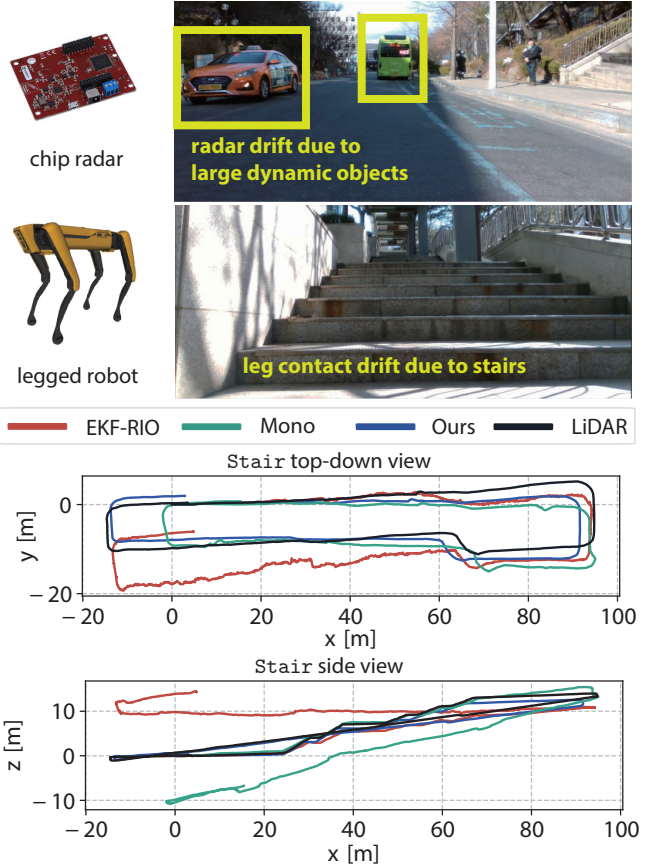 chip radar
radar drift due to
large dynamic objects
legged robot
leg contact drift due to stairs
EKF-RIO Mono Ours LiDAR
Stair top-down view
y [m]
0
−20
−20 0 20 40 60 80 100
x [m]
Stair side view
z [m]
10
0
−10
−20 0 20 40 60 80 100
x [m]